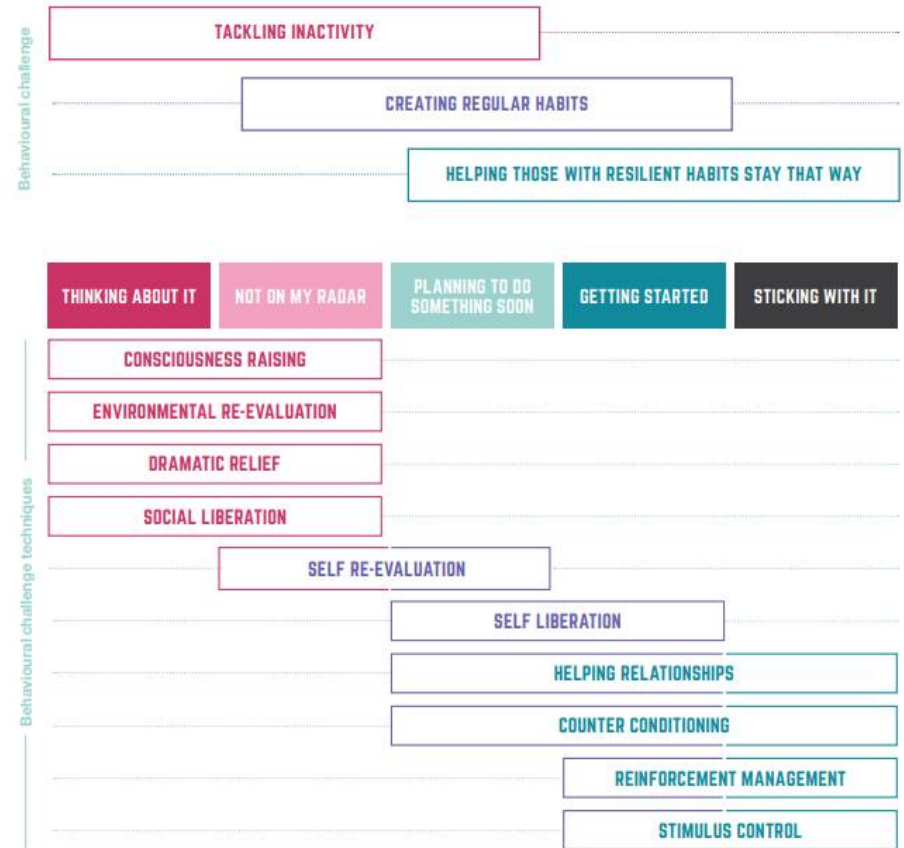 Behavioural challenge
TACKLING INACTIVITY
CREATING REGULAR HABITS
HELPING THOSE WITH RESILIENT HABITS STAY THAT WAY
THINKING ABOUT IT
NOT ON MY RADAR
PLANNING TO DO
SOMETHING SOON
GETTING STARTED
STICKING WITH IT
Behavioural challenge techniques
CONSCIOUSNESS RAISING
ENVIRONMENTAL RE-EVALUATION
DRAMATIC RELIEF
SOCIAL LIBERATION
SELF RE-EVALUATION
SELF LIBERATION
HELPING RELATIONSHIPS
COUNTER CONDITIONING
REINFORCEMENT MANAGEMENT
STIMULUS CONTROL